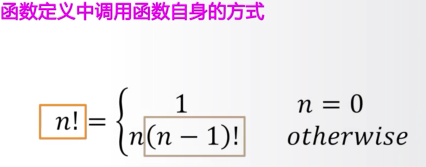 函数定义中调用函数自身的方式
1 n = 0
n! = {
n(n − 1)! otherwise